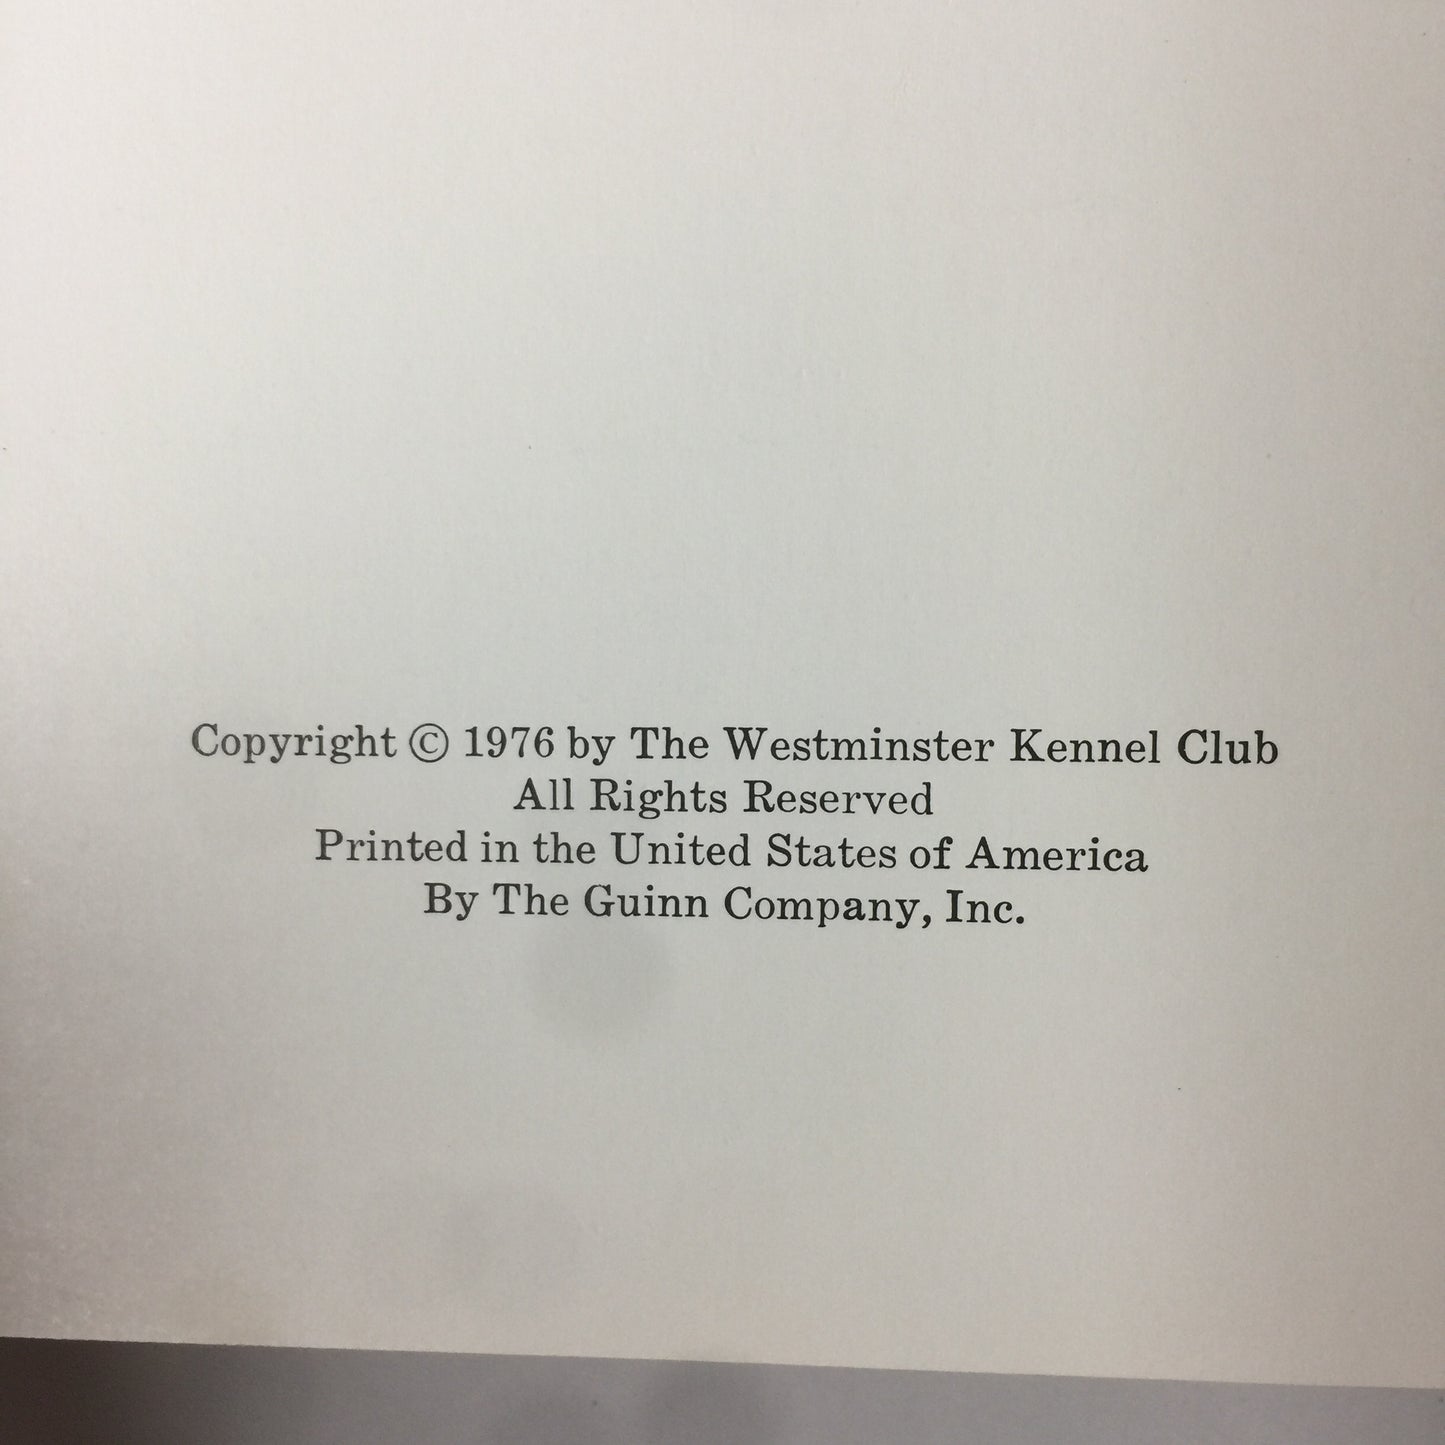 Copyright © 1976 by The Westminster Kennel Club
All Rights Reserved
Printed in the United States of America
By The Guinn Company, Inc.